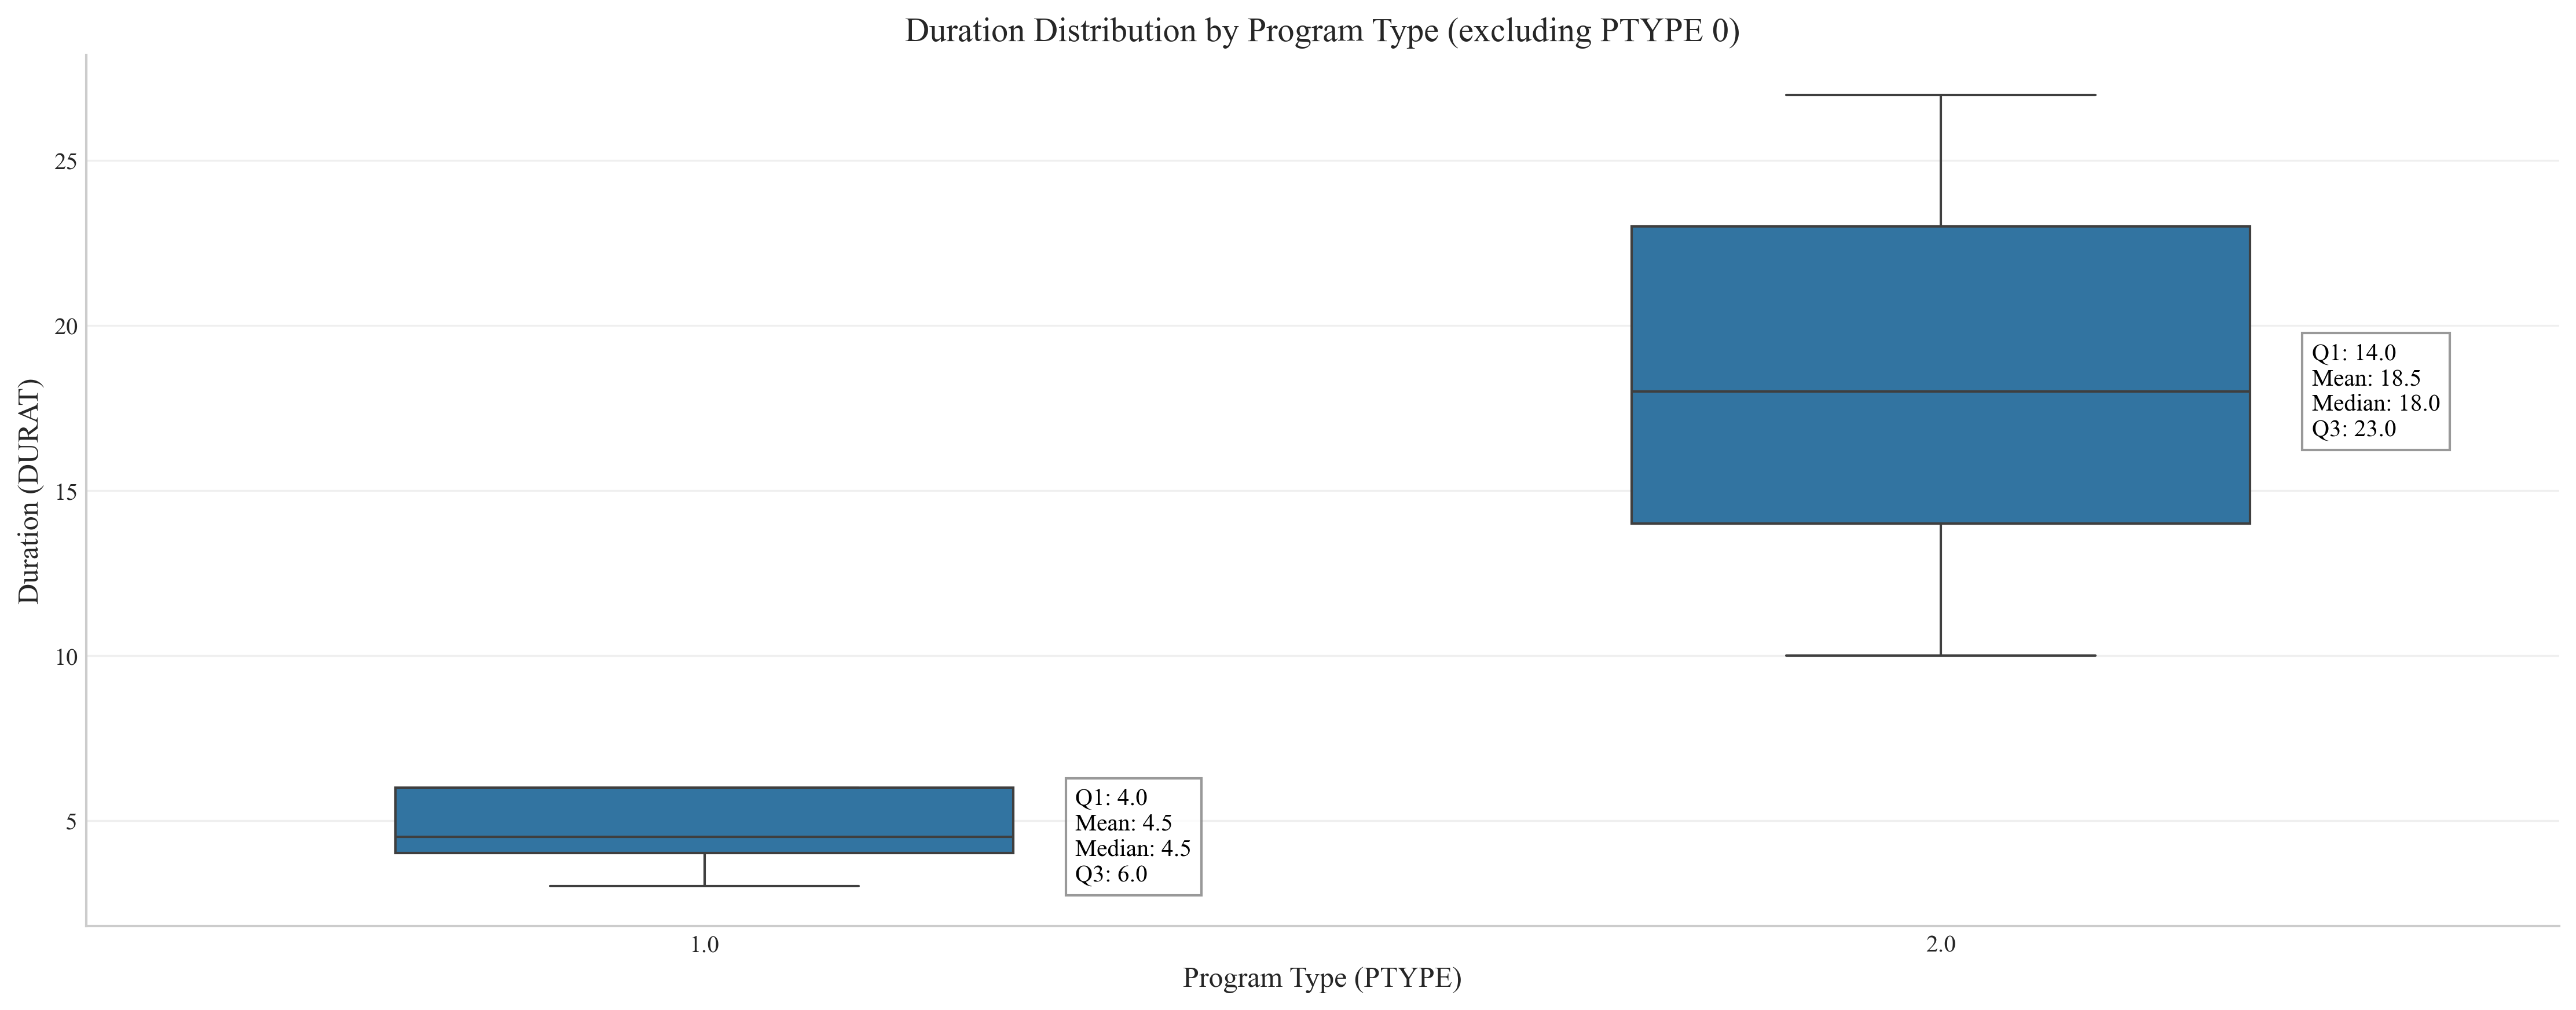 Duration Distribution by Program Type (excluding PTYPE 0)
Duration (DURAT)
25
20
15
10
5
Q1: 14.0
Mean: 18.5
Median: 18.0
Q3: 23.0
Q1: 4.0
Mean: 4.5
Median: 4.5
Q3: 6.0
1.0
2.0
Program Type (PTYPE)